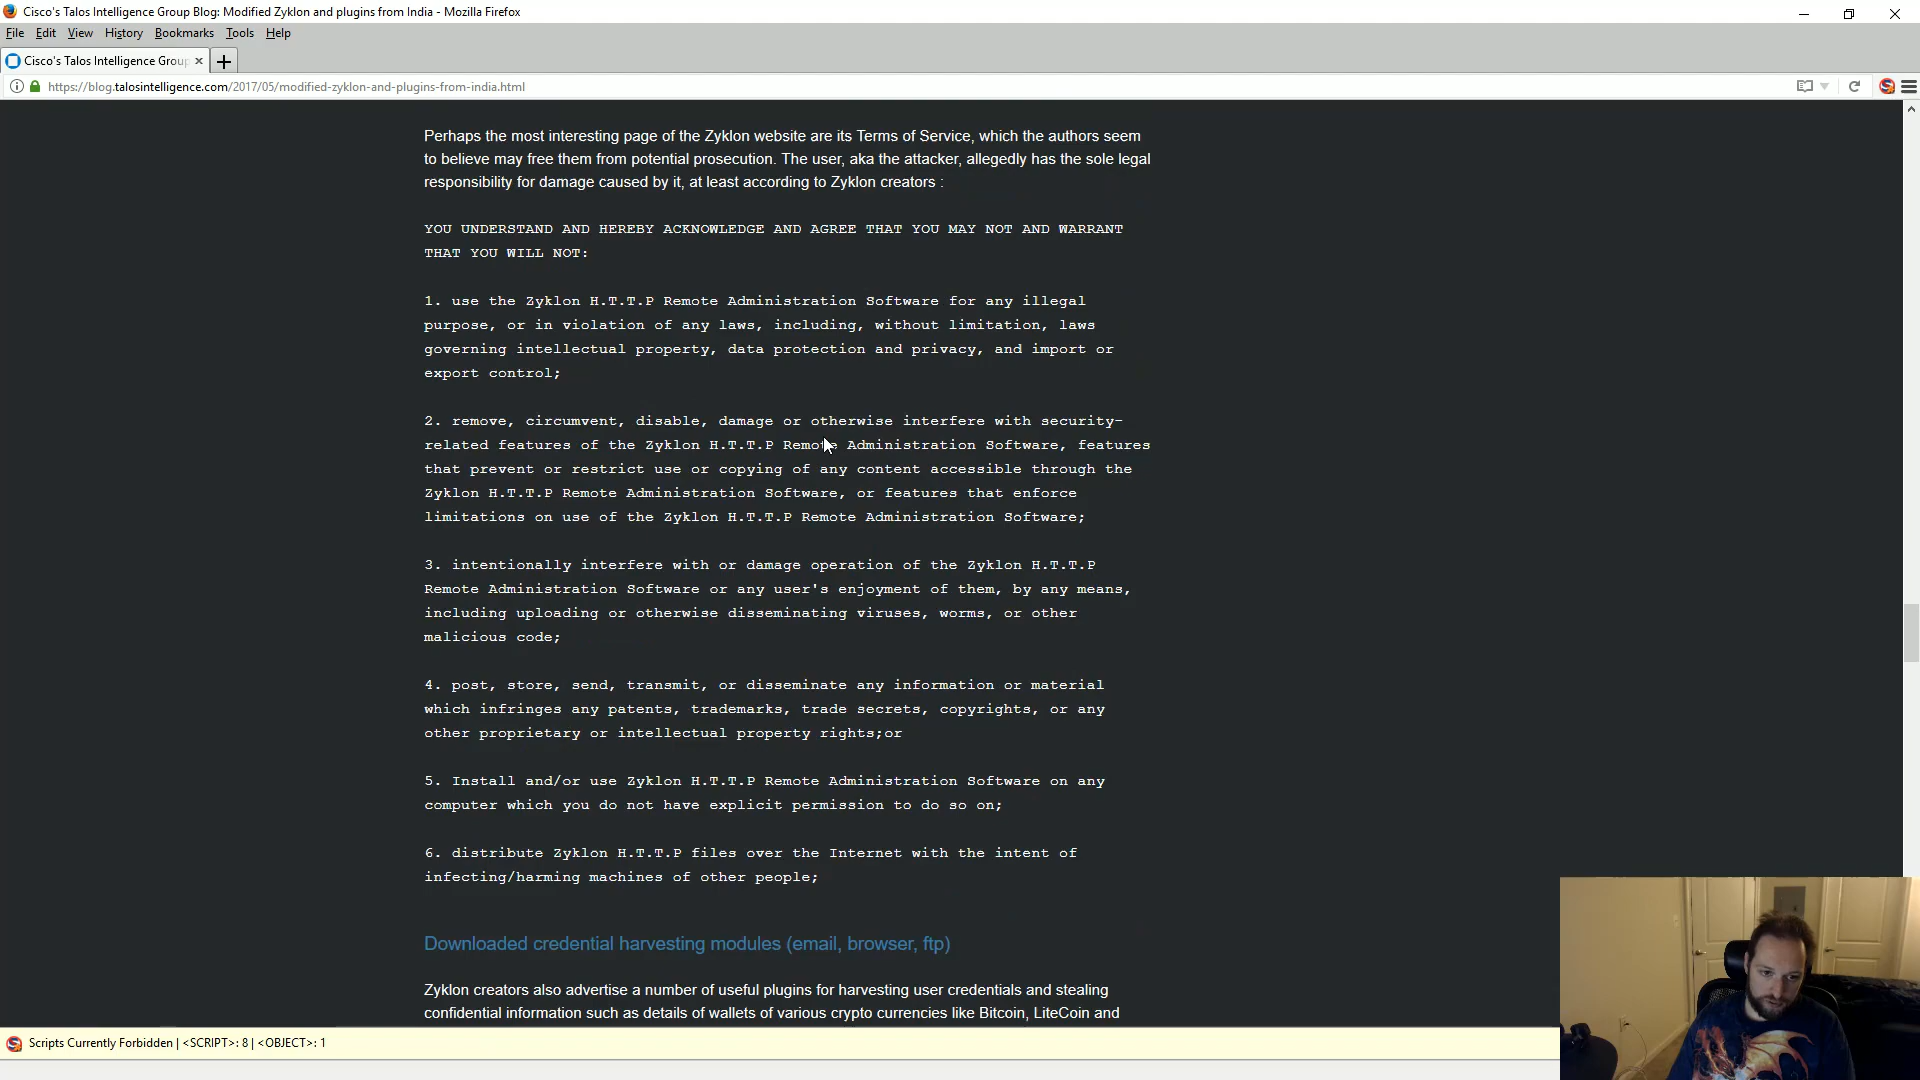 Cisco's Talos Intelligence Group Blog: Modified Zyklon and plugins from India - Mozilla Firefox
File Edit View History Bookmarks Tools Help
Cisco's Talos Intelligence Group
https://blog.talosintelligence.com/2017/05/modified-zyklon-and-plugins-from-india.html
Perhaps the most interesting page of the Zyklon website are its Terms of Service, which the authors seem
to believe may free them from potential prosecution. The user, aka the attacker, allegedly has the sole legal
responsibility for damage caused by it, at least according to Zyklon creators :
YOU UNDERSTAND AND HEREBY ACKNOWLEDGE AND AGREE THAT YOU MAY NOT AND WARRANT
THAT YOU WILL NOT:
1. use the Zyklon H.T.T.P Remote Administration Software for any illegal
purpose, or in violation of any laws, including, without limitation, laws
governing intellectual property, data protection and privacy, and import or
export control;
2. remove, circumvent, disable, damage or otherwise interfere with security-
related features of the Zyklon H.T.T.P Remote Administration Software, features
that prevent or restrict use or copying of any content accessible through the
Zyklon H.T.T.P Remote Administration Software, or features that enforce
limitations on use of the Zyklon H.T.T.P Remote Administration Software;
3. intentionally interfere with or damage operation of the Zyklon H.T.T.P
Remote Administration Software or any user's enjoyment of them, by any means,
including uploading or otherwise disseminating viruses, worms, or other
malicious code;
4. post, store, send, transmit, or disseminate any information or material
which infringes any patents, trademarks, trade secrets, copyrights, or any
other proprietary or intellectual property rights;or
5. Install and/or use Zyklon H.T.T.P Remote Administration Software on any
computer which you do not have explicit permission to do so on;
6. distribute Zyklon H.T.T.P files over the Internet with the intent of
infecting/harming machines of other people;
Downloaded credential harvesting modules (email, browser, ftp)
Zyklon creators also advertise a number of useful plugins for harvesting user credentials and stealing
confidential information such as details of wallets of various crypto currencies like Bitcoin, LiteCoin and
Scripts Currently Forbidden | <SCRIPT>: 8 | <OBJECT>: 1